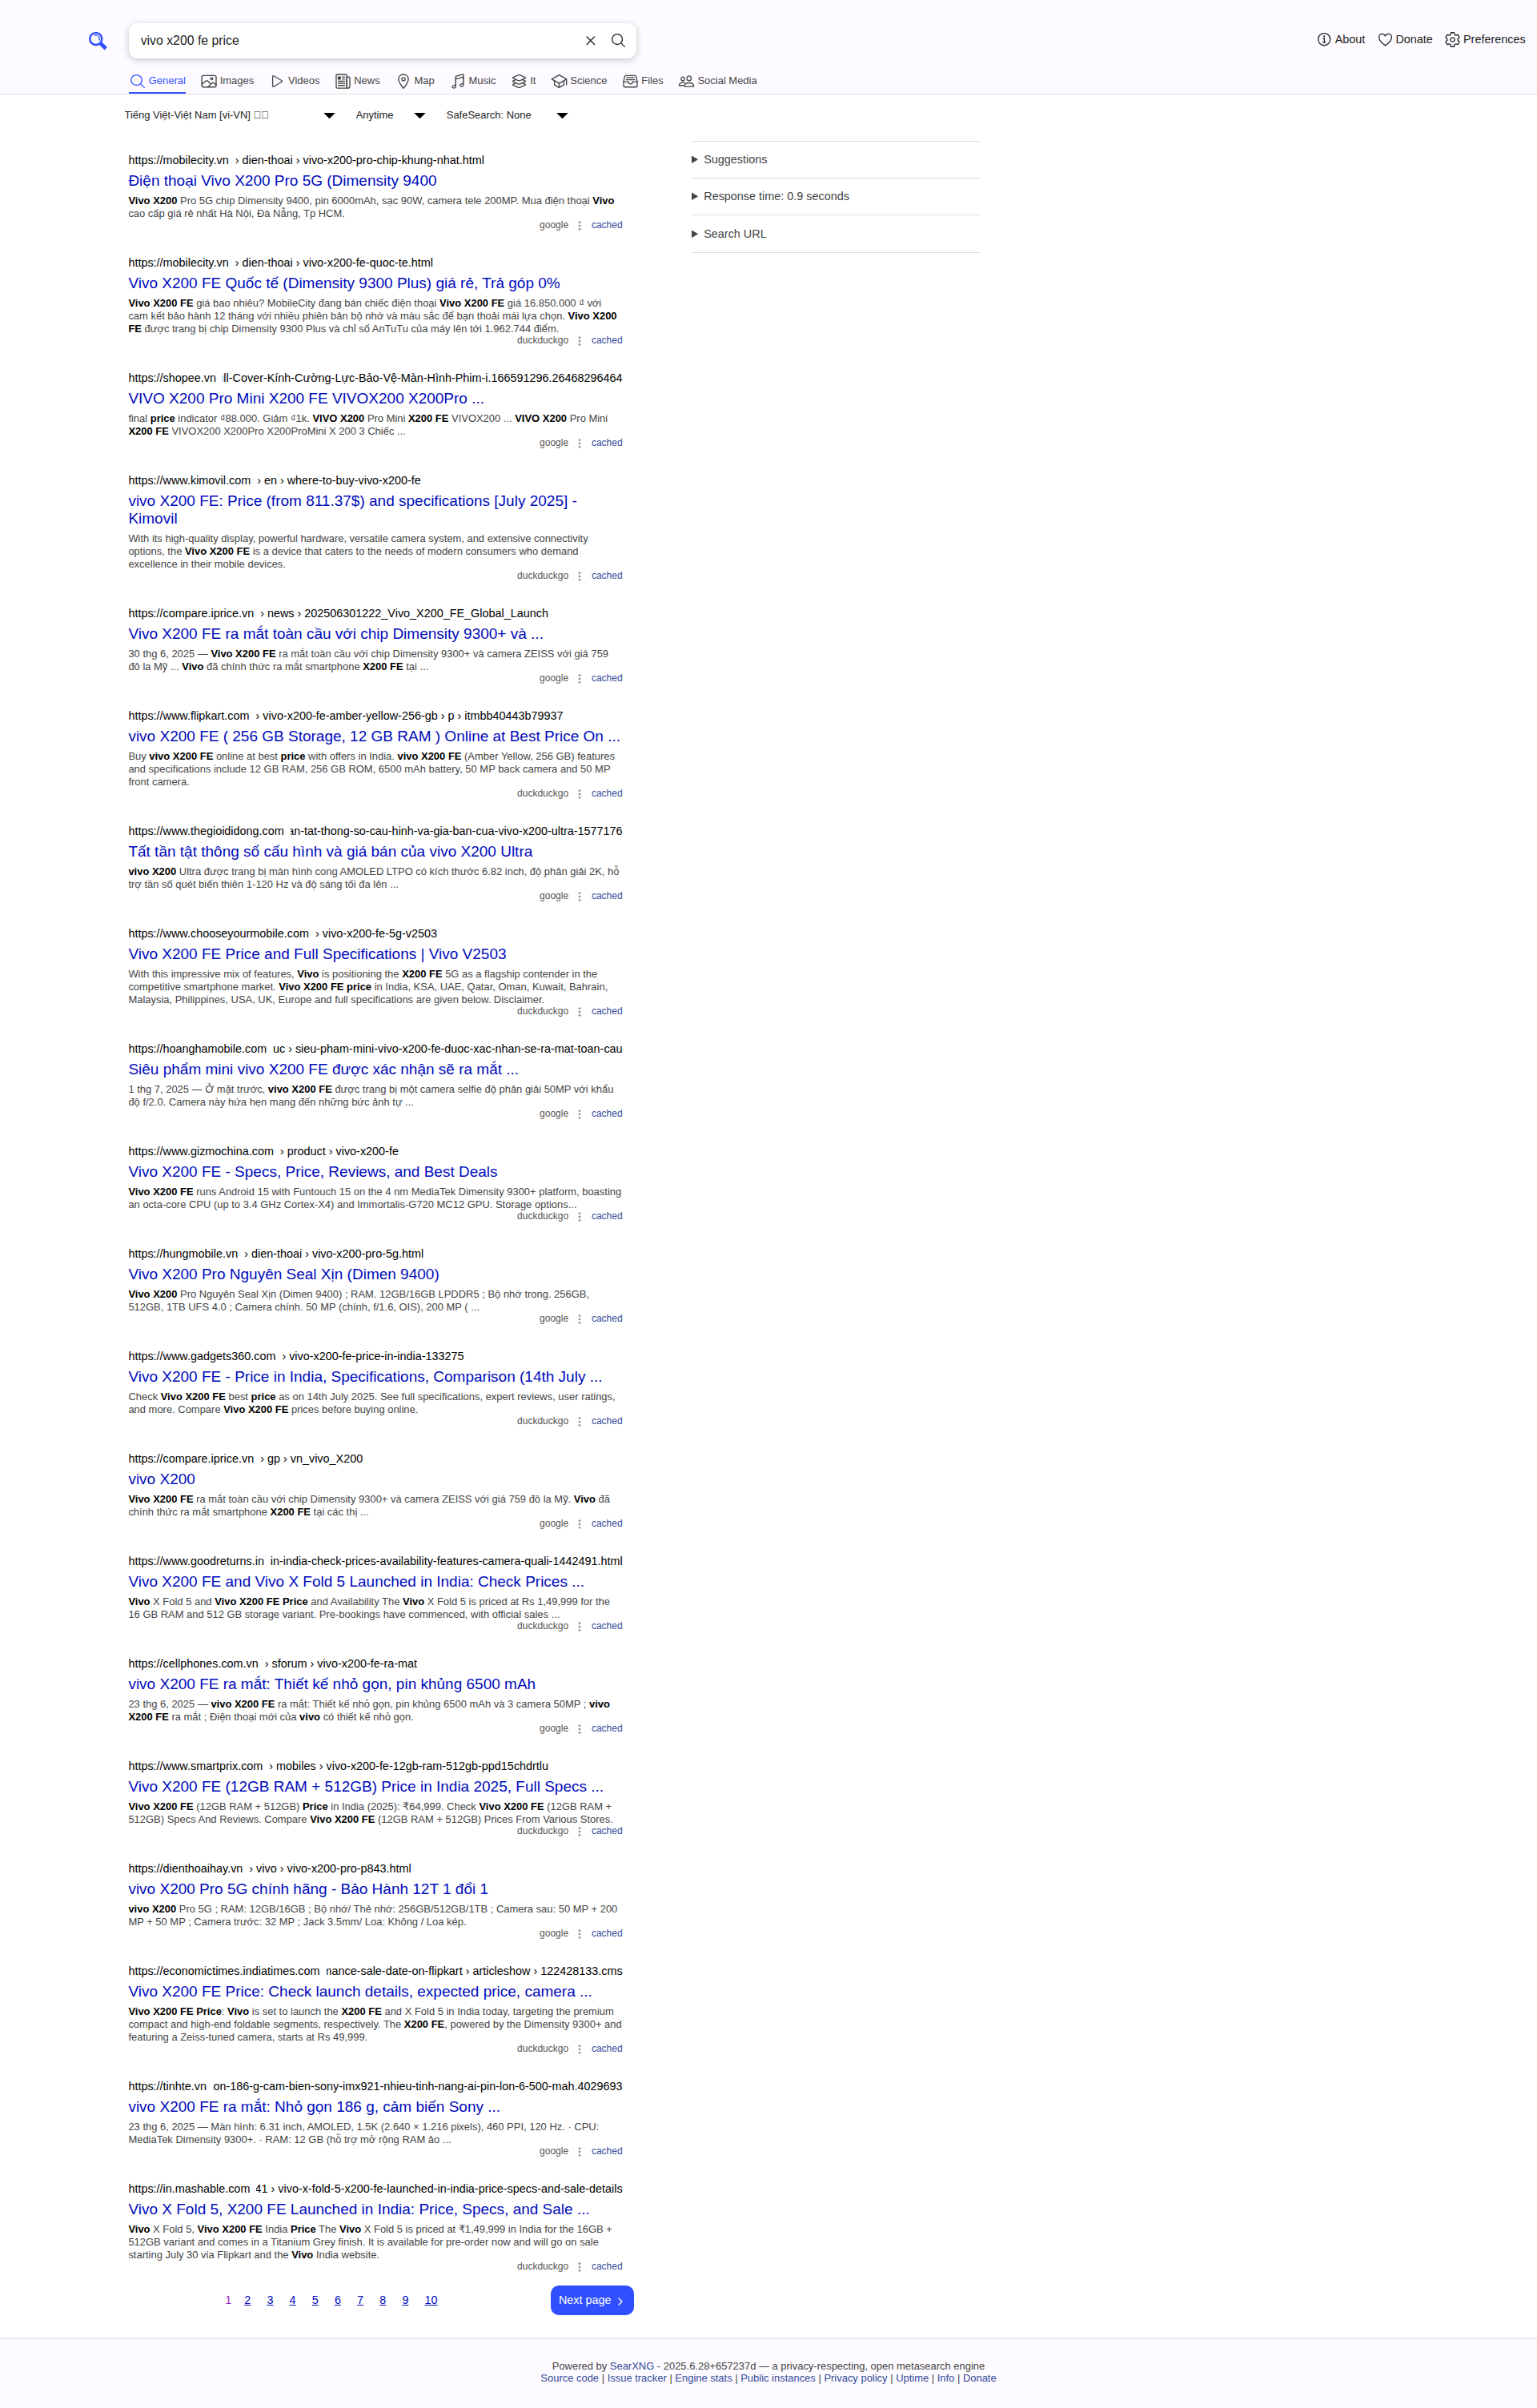 vivo x200 fe price
About
Donate
Preferences
General
Images
Videos
News
Map
Music
It
Science
Files
Social Media
Tiếng Việt-Việt Nam [vi-VN]
Anytime
SafeSearch: None
https://mobilecity.vn › dien-thoai › vivo-x200-pro-chip-khung-nhat.html
Điện thoại Vivo X200 Pro 5G (Dimensity 9400
Vivo X200 Pro 5G chip Dimensity 9400, pin 6000mAh, sạc 90W, camera tele 200MP. Mua điện thoại Vivo
cao cấp giá rẻ nhất Hà Nội, Đà Nẵng, Tp HCM.
google ⋮ cached
https://mobilecity.vn › dien-thoai › vivo-x200-fe-quoc-te.html
Vivo X200 FE Quốc tế (Dimensity 9300 Plus) giá rẻ, Trả góp 0%
Vivo X200 FE giá bao nhiêu? MobileCity đang bán chiếc điện thoại Vivo X200 FE giá 16.850.000 ₫ với
cam kết bảo hành 12 tháng với nhiều phiên bản bộ nhớ và màu sắc để bạn thoải mái lựa chọn. Vivo X200
FE được trang bị chip Dimensity 9300 Plus và chỉ số AnTuTu của máy lên tới 1.962.744 điểm.
duckduckgo ⋮ cached
https://shopee.vn ll-Cover-Kính-Cường-Lực-Bảo-Vệ-Màn-Hình-Phim-i.166591296.26468296464
VIVO X200 Pro Mini X200 FE VIVOX200 X200Pro ...
final price indicator ₫88.000. Giảm ₫1k. VIVO X200 Pro Mini X200 FE VIVOX200 ... VIVO X200 Pro Mini
X200 FE VIVOX200 X200Pro X200ProMini X 200 3 Chiếc ...
google ⋮ cached
https://www.kimovil.com › en › where-to-buy-vivo-x200-fe
vivo X200 FE: Price (from 811.37$) and specifications [July 2025] -
Kimovil
With its high-quality display, powerful hardware, versatile camera system, and extensive connectivity
options, the Vivo X200 FE is a device that caters to the needs of modern consumers who demand
excellence in their mobile devices.
duckduckgo ⋮ cached
https://compare.iprice.vn › news › 202506301222_Vivo_X200_FE_Global_Launch
Vivo X200 FE ra mắt toàn cầu với chip Dimensity 9300+ và ...
30 thg 6, 2025 — Vivo X200 FE ra mắt toàn cầu với chip Dimensity 9300+ và camera ZEISS với giá 759
đô la Mỹ ... Vivo đã chính thức ra mắt smartphone X200 FE tại ...
google ⋮ cached
https://www.flipkart.com › vivo-x200-fe-amber-yellow-256-gb › p › itmbb40443b79937
vivo X200 FE ( 256 GB Storage, 12 GB RAM ) Online at Best Price On ...
Buy vivo X200 FE online at best price with offers in India. vivo X200 FE (Amber Yellow, 256 GB) features
and specifications include 12 GB RAM, 256 GB ROM, 6500 mAh battery, 50 MP back camera and 50 MP
front camera.
duckduckgo ⋮ cached
https://www.thegioididong.com an-tat-thong-so-cau-hinh-va-gia-ban-cua-vivo-x200-ultra-1577176
Tất tần tật thông số cấu hình và giá bán của vivo X200 Ultra
vivo X200 Ultra được trang bị màn hình cong AMOLED LTPO có kích thước 6.82 inch, độ phân giải 2K, hỗ
trợ tần số quét biến thiên 1-120 Hz và độ sáng tối đa lên ...
google ⋮ cached
https://www.chooseyourmobile.com › vivo-x200-fe-5g-v2503
Vivo X200 FE Price and Full Specifications | Vivo V2503
With this impressive mix of features, Vivo is positioning the X200 FE 5G as a flagship contender in the
competitive smartphone market. Vivo X200 FE price in India, KSA, UAE, Qatar, Oman, Kuwait, Bahrain,
Malaysia, Philippines, USA, UK, Europe and full specifications are given below. Disclaimer.
duckduckgo ⋮ cached
https://hoanghamobile.com uc › sieu-pham-mini-vivo-x200-fe-duoc-xac-nhan-se-ra-mat-toan-cau
Siêu phẩm mini vivo X200 FE được xác nhận sẽ ra mắt ...
1 thg 7, 2025 — Ở mặt trước, vivo X200 FE được trang bị một camera selfie độ phân giải 50MP với khẩu
độ f/2.0. Camera này hứa hẹn mang đến những bức ảnh tự ...
google ⋮ cached
https://www.gizmochina.com › product › vivo-x200-fe
Vivo X200 FE - Specs, Price, Reviews, and Best Deals
Vivo X200 FE runs Android 15 with Funtouch 15 on the 4 nm MediaTek Dimensity 9300+ platform, boasting
an octa-core CPU (up to 3.4 GHz Cortex-X4) and Immortalis-G720 MC12 GPU. Storage options...
duckduckgo ⋮ cached
https://hungmobile.vn › dien-thoai › vivo-x200-pro-5g.html
Vivo X200 Pro Nguyên Seal Xịn (Dimen 9400)
Vivo X200 Pro Nguyên Seal Xịn (Dimen 9400) ; RAM. 12GB/16GB LPDDR5 ; Bộ nhớ trong. 256GB,
512GB, 1TB UFS 4.0 ; Camera chính. 50 MP (chính, f/1.6, OIS), 200 MP ( ...
google ⋮ cached
https://www.gadgets360.com › vivo-x200-fe-price-in-india-133275
Vivo X200 FE - Price in India, Specifications, Comparison (14th July ...
Check Vivo X200 FE best price as on 14th July 2025. See full specifications, expert reviews, user ratings,
and more. Compare Vivo X200 FE prices before buying online.
duckduckgo ⋮ cached
https://compare.iprice.vn › gp › vn_vivo_X200
vivo X200
Vivo X200 FE ra mắt toàn cầu với chip Dimensity 9300+ và camera ZEISS với giá 759 đô la Mỹ. Vivo đã
chính thức ra mắt smartphone X200 FE tại các thị ...
google ⋮ cached
https://www.goodreturns.in in-india-check-prices-availability-features-camera-quali-1442491.html
Vivo X200 FE and Vivo X Fold 5 Launched in India: Check Prices ...
Vivo X Fold 5 and Vivo X200 FE Price and Availability The Vivo X Fold 5 is priced at Rs 1,49,999 for the
16 GB RAM and 512 GB storage variant. Pre-bookings have commenced, with official sales ...
duckduckgo ⋮ cached
https://cellphones.com.vn › sforum › vivo-x200-fe-ra-mat
vivo X200 FE ra mắt: Thiết kế nhỏ gọn, pin khủng 6500 mAh
23 thg 6, 2025 — vivo X200 FE ra mắt: Thiết kế nhỏ gọn, pin khủng 6500 mAh và 3 camera 50MP ; vivo
X200 FE ra mắt ; Điện thoại mới của vivo có thiết kế nhỏ gọn.
google ⋮ cached
https://www.smartprix.com › mobiles › vivo-x200-fe-12gb-ram-512gb-ppd15chdrtlu
Vivo X200 FE (12GB RAM + 512GB) Price in India 2025, Full Specs ...
Vivo X200 FE (12GB RAM + 512GB) Price in India (2025): ₹64,999. Check Vivo X200 FE (12GB RAM +
512GB) Specs And Reviews. Compare Vivo X200 FE (12GB RAM + 512GB) Prices From Various Stores.
duckduckgo ⋮ cached
https://dienthoaihay.vn › vivo › vivo-x200-pro-p843.html
vivo X200 Pro 5G chính hãng - Bảo Hành 12T 1 đổi 1
vivo X200 Pro 5G ; RAM: 12GB/16GB ; Bộ nhớ/ Thẻ nhớ: 256GB/512GB/1TB ; Camera sau: 50 MP + 200
MP + 50 MP ; Camera trước: 32 MP ; Jack 3.5mm/ Loa: Không / Loa kép.
google ⋮ cached
https://economictimes.indiatimes.com nance-sale-date-on-flipkart › articleshow › 122428133.cms
Vivo X200 FE Price: Check launch details, expected price, camera ...
Vivo X200 FE Price: Vivo is set to launch the X200 FE and X Fold 5 in India today, targeting the premium
compact and high-end foldable segments, respectively. The X200 FE, powered by the Dimensity 9300+ and
featuring a Zeiss-tuned camera, starts at Rs 49,999.
duckduckgo ⋮ cached
https://tinhte.vn on-186-g-cam-bien-sony-imx921-nhieu-tinh-nang-ai-pin-lon-6-500-mah.4029693
vivo X200 FE ra mắt: Nhỏ gọn 186 g, cảm biến Sony ...
23 thg 6, 2025 — Màn hình: 6.31 inch, AMOLED, 1.5K (2.640 × 1.216 pixels), 460 PPI, 120 Hz. · CPU:
MediaTek Dimensity 9300+. · RAM: 12 GB (hỗ trợ mở rộng RAM ảo ...
google ⋮ cached
https://in.mashable.com 41 › vivo-x-fold-5-x200-fe-launched-in-india-price-specs-and-sale-details
Vivo X Fold 5, X200 FE Launched in India: Price, Specs, and Sale ...
Vivo X Fold 5, Vivo X200 FE India Price The Vivo X Fold 5 is priced at ₹1,49,999 in India for the 16GB +
512GB variant and comes in a Titanium Grey finish. It is available for pre-order now and will go on sale
starting July 30 via Flipkart and the Vivo India website.
duckduckgo ⋮ cached
Suggestions
Response time: 0.9 seconds
Search URL
1 2 3 4 5 6 7 8 9 10
Next page
Powered by SearXNG - 2025.6.28+657237d — a privacy-respecting, open metasearch engine
Source code | Issue tracker | Engine stats | Public instances | Privacy policy | Uptime | Info | Donate